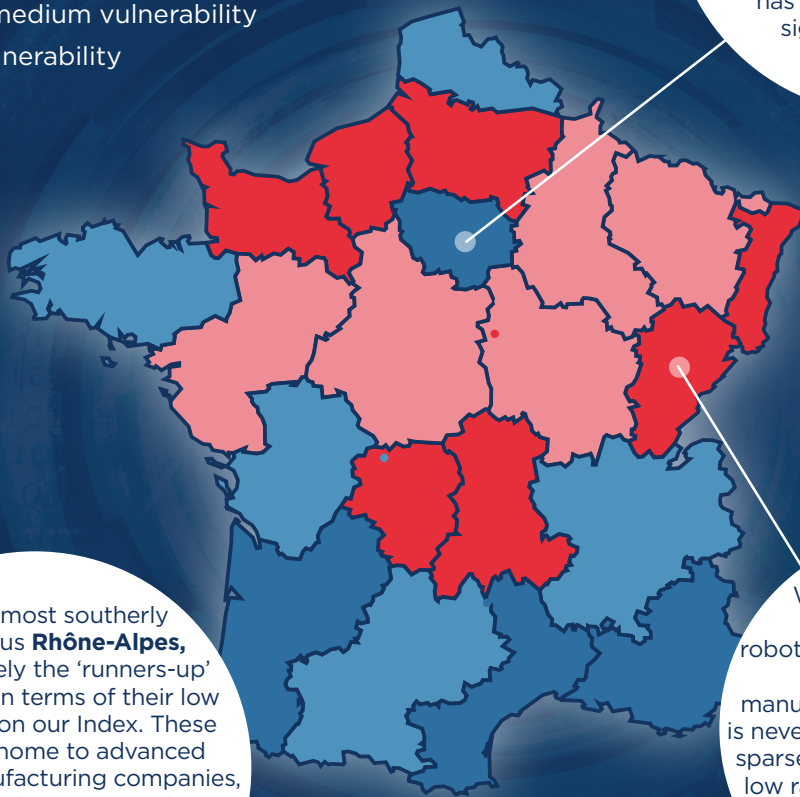 medium vulnerability
nerability
has
sig
most southerly
us Rhône-Alpes,
ely the ‘runners-up’
n terms of their low
on our Index. These
home to advanced
ufacturing companies,
robot
manu
is neve
sparse
low ra